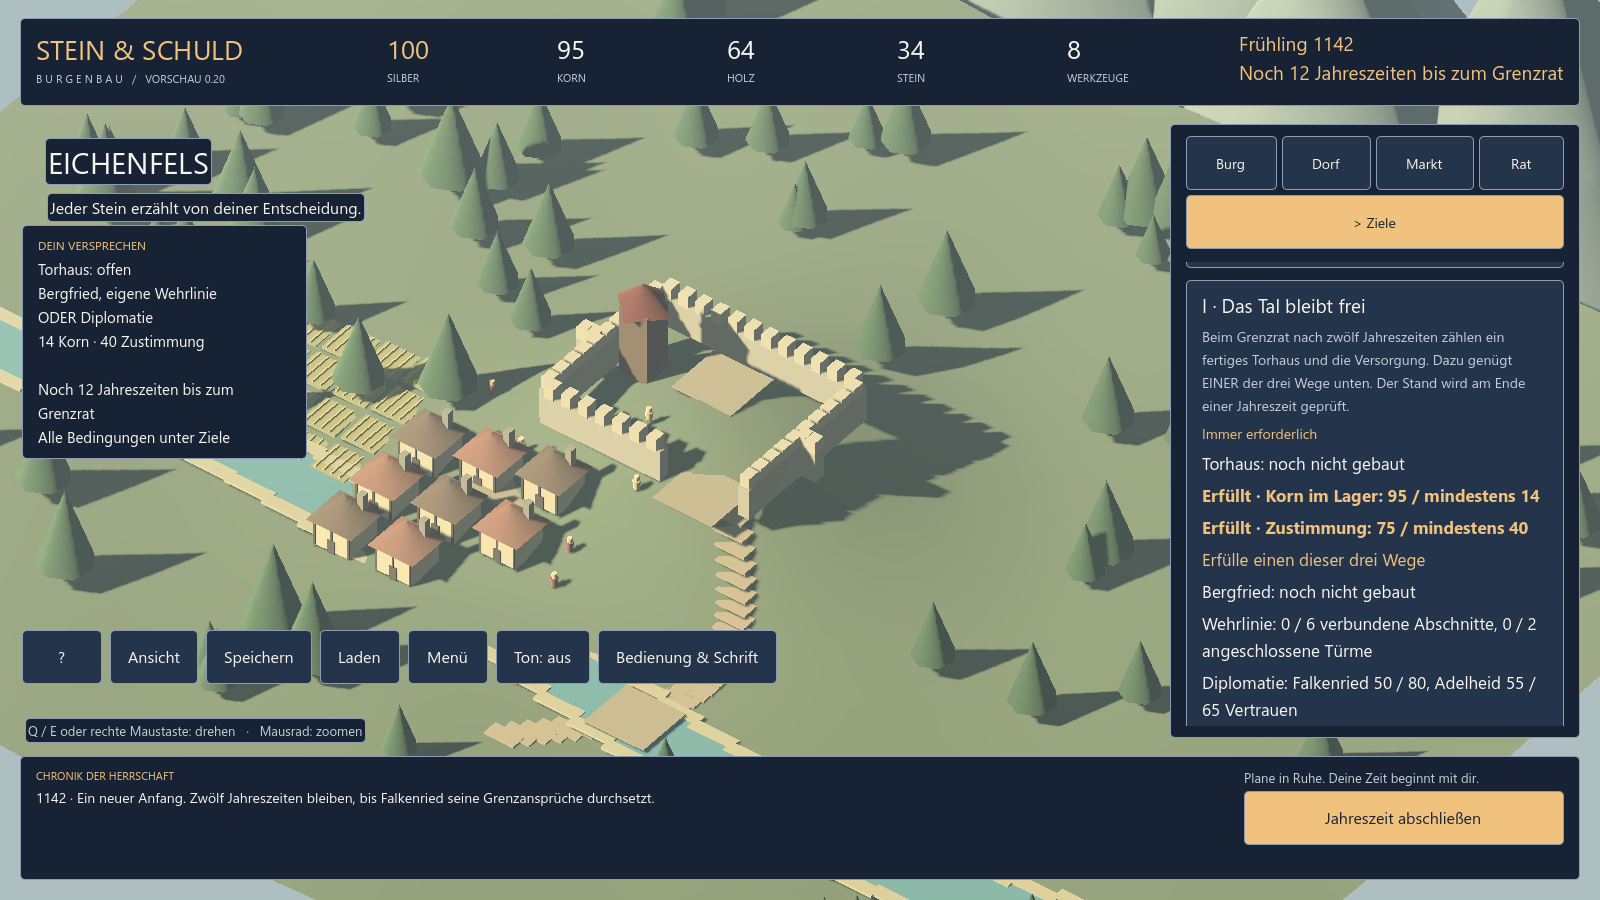 STEIN & SCHULD
BURGENBAU / VORSCHAU 0.20
100
SILBER
95
KORN
64
HOLZ
34
STEIN
8
WERKZEUGE
Frühling 1142
Noch 12 Jahreszeiten bis zum Grenzrat
EICHENFELS
Jeder Stein erzählt von deiner Entscheidung.
DEIN VERSPRECHEN
Torhaus: offen
Bergfried, eigene Wehrlinie
ODER Diplomatie
14 Korn · 40 Zustimmung
Noch 12 Jahreszeiten bis zum
Grenzrat
Alle Bedingungen unter Ziele
Burg
Dorf
Markt
Rat
> Ziele
I · Das Tal bleibt frei
Beim Grenzrat nach zwölf Jahreszeiten zählen ein
fertiges Torhaus und die Versorgung. Dazu genügt
EINER der drei Wege unten. Der Stand wird am Ende
einer Jahreszeit geprüft.
Immer erforderlich
Torhaus: noch nicht gebaut
Erfüllt · Korn im Lager: 95 / mindestens 14
Erfüllt · Zustimmung: 75 / mindestens 40
Erfülle einen dieser drei Wege
Bergfried: noch nicht gebaut
Wehrlinie: 0 / 6 verbundene Abschnitte, 0 / 2
angeschlossene Türme
Diplomatie: Falkenried 50 / 80, Adelheid 55 /
65 Vertrauen
?
Ansicht
Speichern
Laden
Menü
Ton: aus
Bedienung & Schrift
Q / E oder rechte Maustaste: drehen · Mausrad: zoomen
CHRONIK DER HERRSCHAFT
1142 · Ein neuer Anfang. Zwölf Jahreszeiten bleiben, bis Falkenried seine Grenzansprüche durchsetzt.
Plane in Ruhe. Deine Zeit beginnt mit dir.
Jahreszeit abschließen